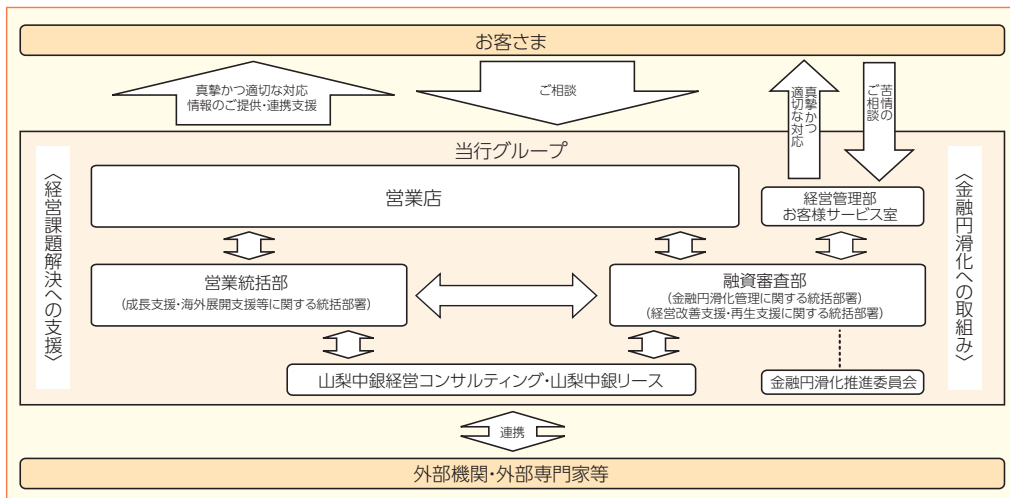 お客さま
真摯かつ適切な対応
情報のご提供・連携支援
ご相談
真摯かつ
適切な対応
苦情の
ご相談
当行グループ
〈経営課題解決への支援〉
営業店
経営管理部
お客様サービス室
〈金融円滑化への取組み〉
営業統括部
(成長支援・海外展開支援等に関する統括部署)
融資審査部
(金融円滑化管理に関する統括部署)
(経営改善支援・再生支援に関する統括部署)
山梨中銀経営コンサルティング・山梨中銀リース
金融円滑化推進委員会
連携
外部機関・外部専門家等